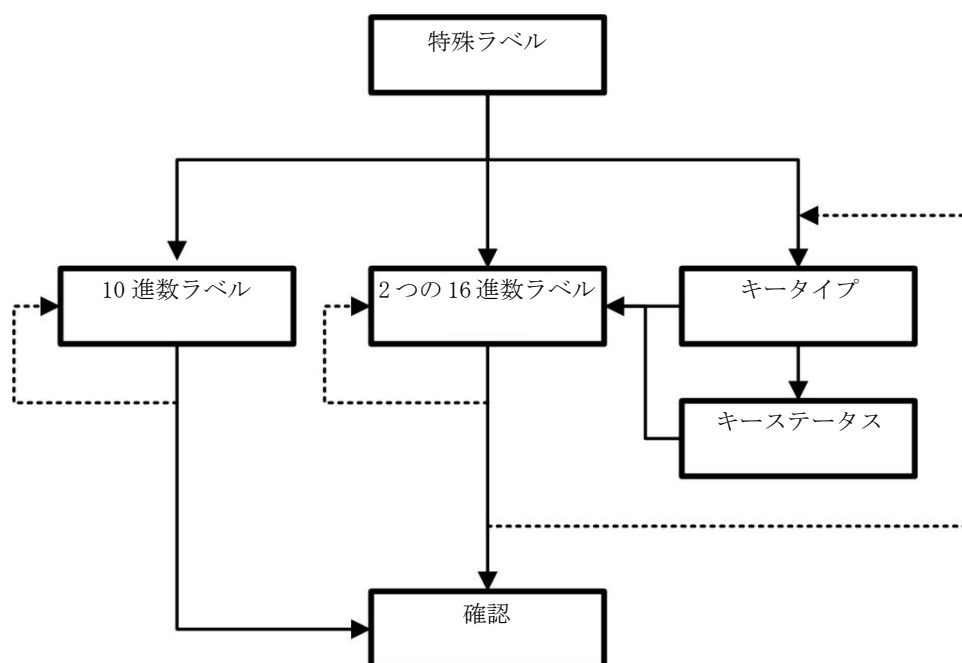 特殊ラベル
10 進数ラベル
2 つの 16 進数ラベル
キータイプ
キーステータス
確認